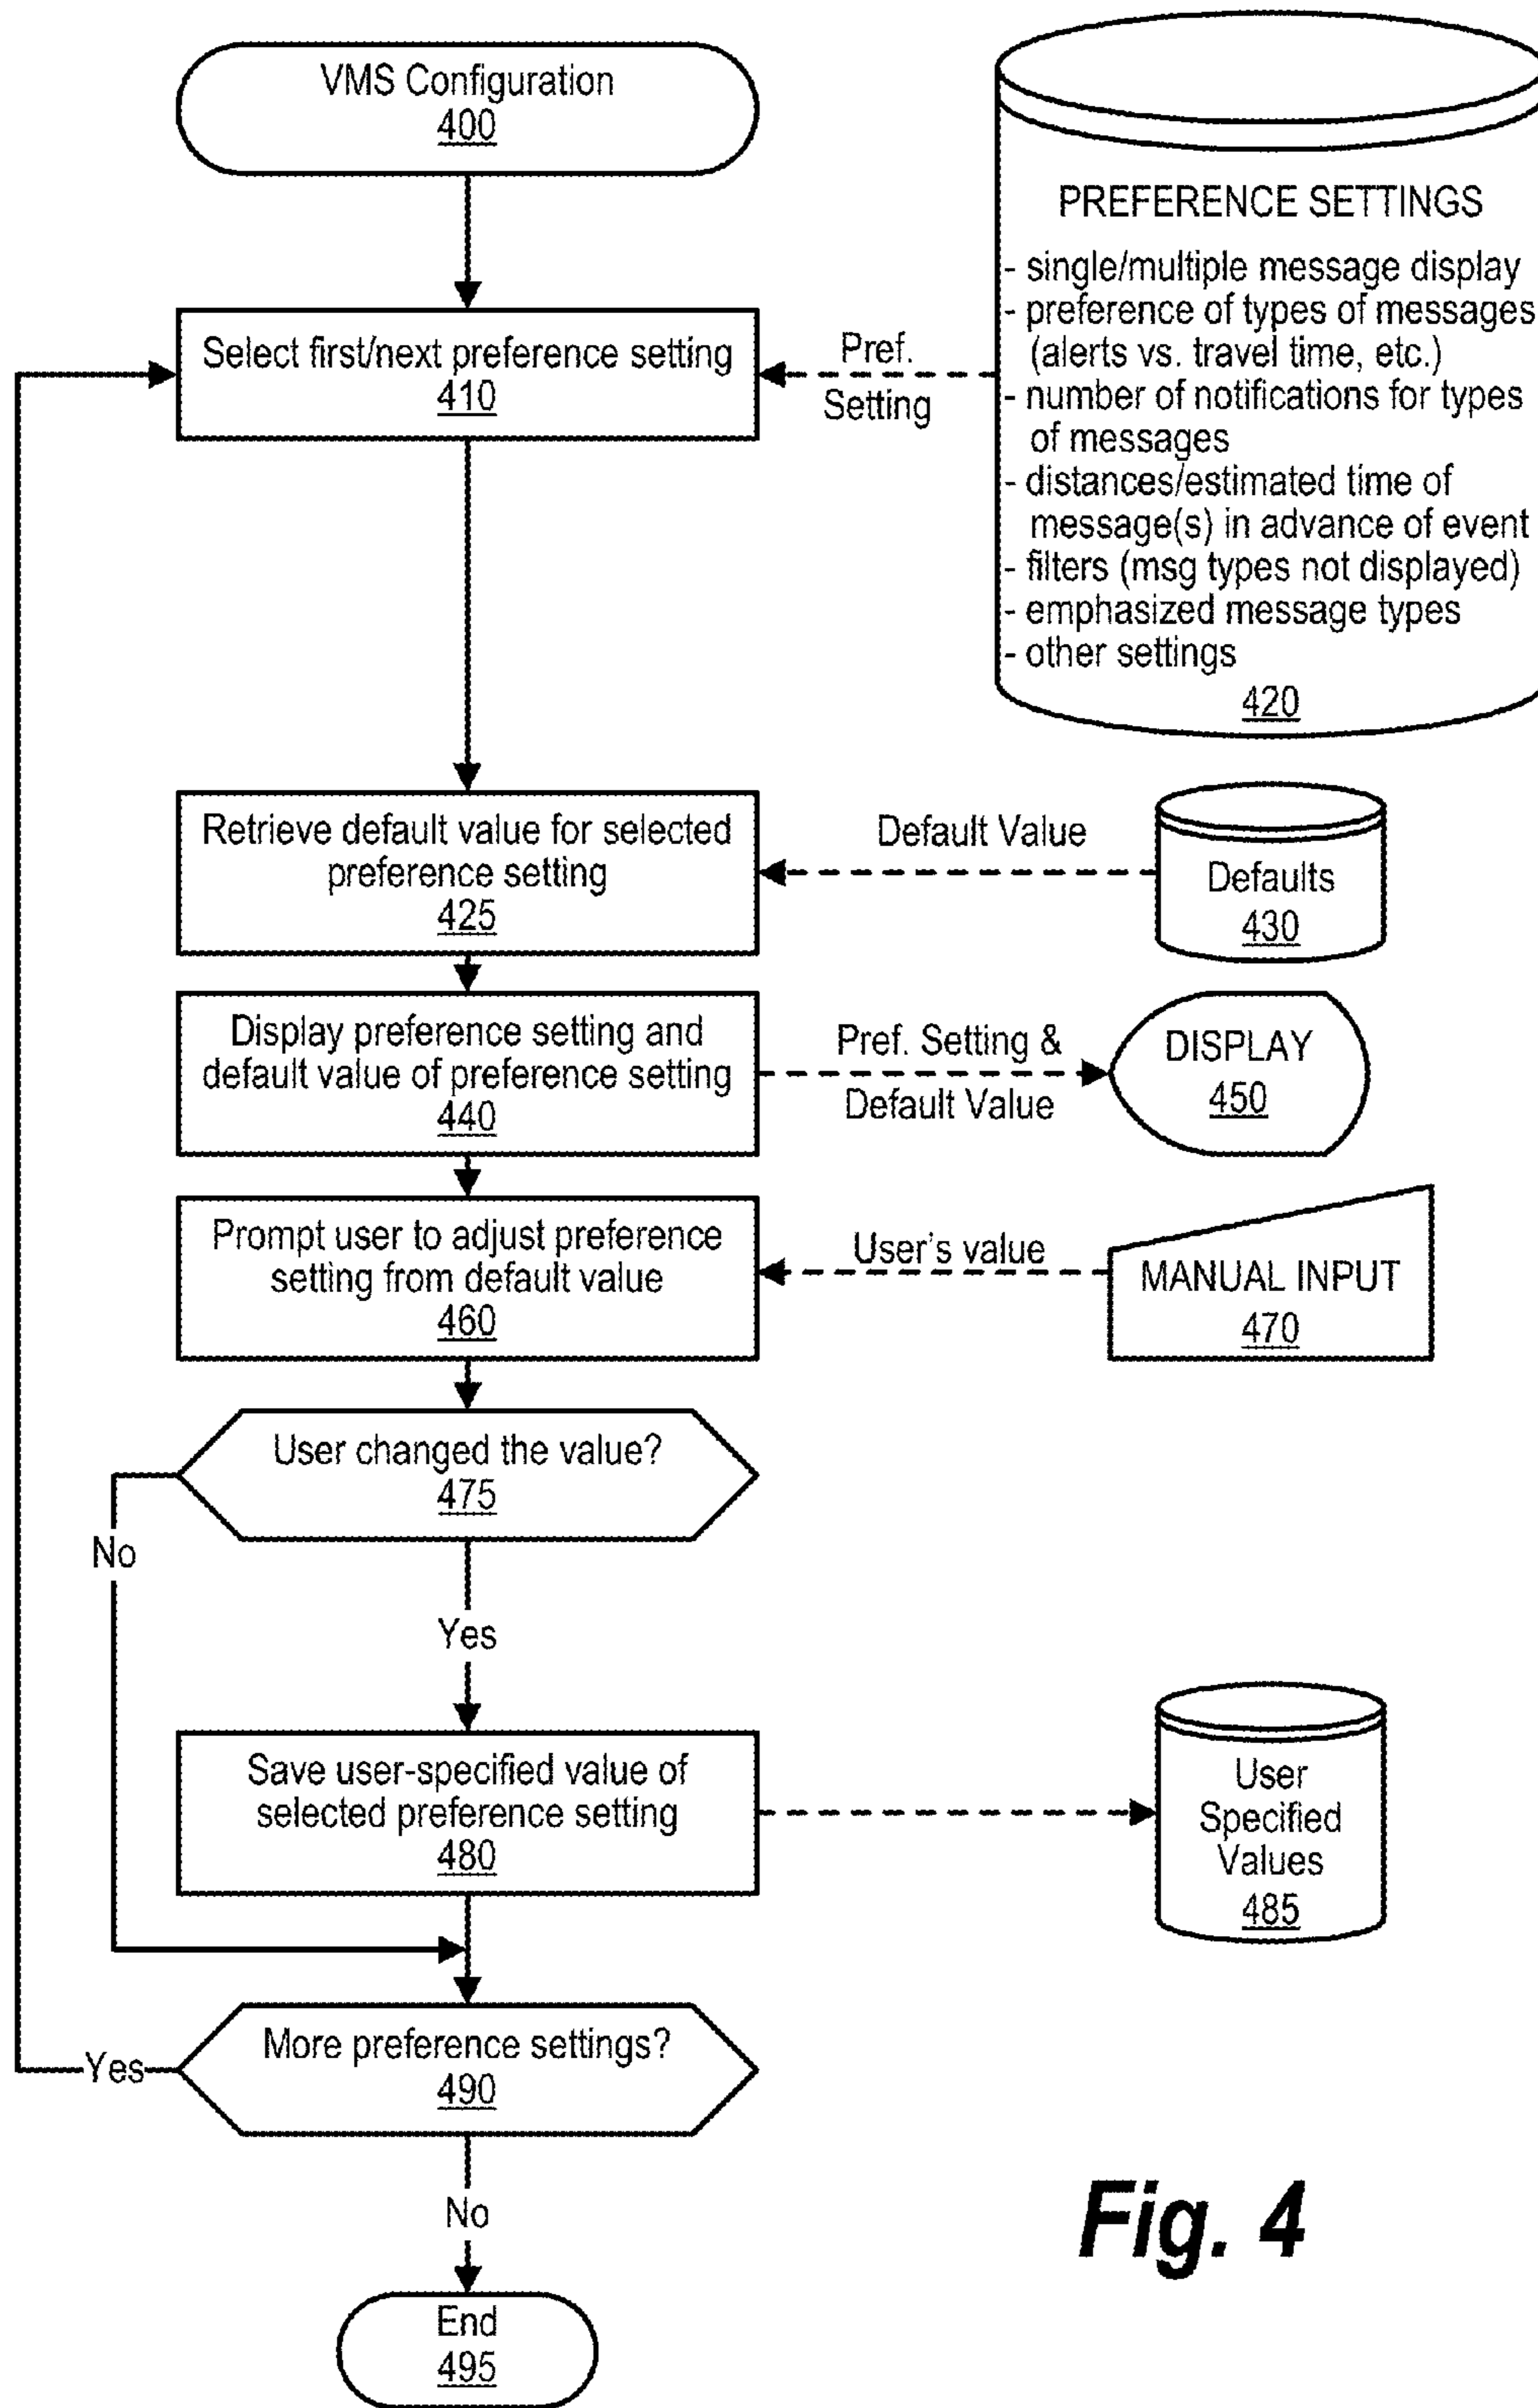 VMS Configuration
400
PREFERENCE SETTINGS
- single/multiple message display
- preference of types of messages
(alerts vs. travel time, etc.)
- number of notifications for types
of messages
- distances/estimated time of
message(s) in advance of event
- filters (msg types not displayed)
- emphasized message types
- other settings
420
Select first/next preference setting
410
Pref.
Setting
Retrieve default value for selected
preference setting
425
Default Value
Defaults
430
Display preference setting and
default value of preference setting
440
Pref. Setting &
Default Value
DISPLAY
450
Prompt user to adjust preference
setting from default value
460
User's value
MANUAL INPUT
470
User changed the value?
475
No
Yes
Save user-specified value of
selected preference setting
480
User
Specified
Values
485
More preference settings?
490
Yes
No
End
495
Fig. 4